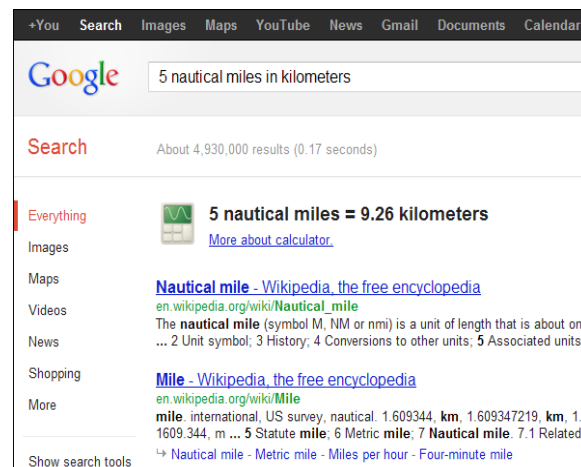 +You Search Images Maps YouTube News Gmail Documents Calendar
Google
5 nautical miles in kilometers
Search
About 4,930,000 results (0.17 seconds)
Everything
Images
Maps
Videos
News
Shopping
More
Show search tools
5 nautical miles = 9.26 kilometers
More about calculator.
Nautical mile - Wikipedia, the free encyclopedia
en.wikipedia.org/wiki/Nautical_mile
The nautical mile (symbol M, NM or nmi) is a unit of length that is about
... 2 Unit symbol; 3 History; 4 Conversions to other units; 5 Associated units
Mile - Wikipedia, the free encyclopedia
en.wikipedia.org/wiki/Mile
mile. international, US survey, nautical. 1.609344, km, 1.609347219, km, 1.
1609.344, m ... 5 Statute mile; 6 Metric mile; 7 Nautical mile. 7.1 Related
Nautical mile - Metric mile - Miles per hour - Four-minute mile